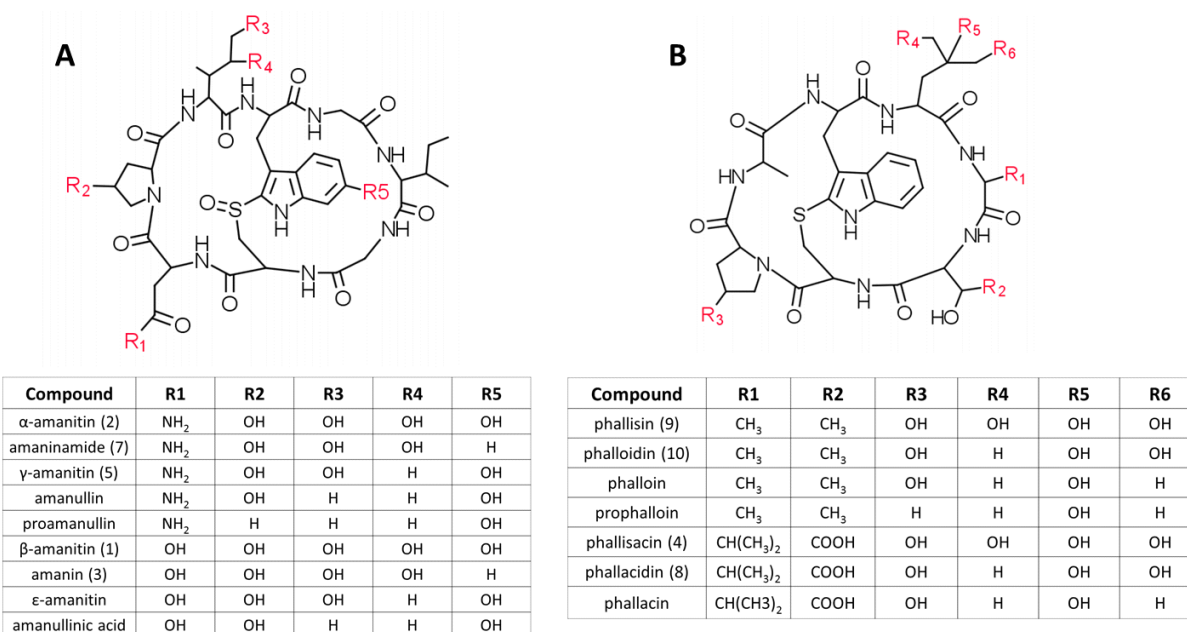 A
R₃
R₄
H
N
O
H
N
O
N
H
O
NH
O
R₂
N
O
O=S
N
H
R5
O
NH
O
H
N
O
N
H
O
R₁
O
B
R₄
R₅
R₆
H
N
O
N
H
O
NH
R₁
O
HN
O
O
S
N
H
NH
O
N
R₃
O
N
H
O
R₂
HO
Compound R1 R2 R3 R4 R5
α-amanitin (2) NH₂ OH OH OH OH
amaninamide (7) NH₂ OH OH OH H
γ-amanitin (5) NH₂ OH OH H OH
amanullin NH₂ OH H H OH
proamanullin NH₂ H H H OH
β-amanitin (1) OH OH OH OH OH
amanin (3) OH OH OH OH H
ε-amanitin OH OH OH H OH
amanullinic acid OH OH H H OH
Compound R1 R2 R3 R4 R5 R6
phallisin (9) CH₃ CH₃ OH OH OH OH
phalloidin (10) CH₃ CH₃ OH H OH OH
phalloin CH₃ CH₃ OH H OH H
prophalloin CH₃ CH₃ H H OH H
phallisacin (4) CH(CH₃)₂ COOH OH OH OH OH
phallacidin (8) CH(CH₃)₂ COOH OH H OH OH
phallacin CH(CH3)₂ COOH OH H OH H